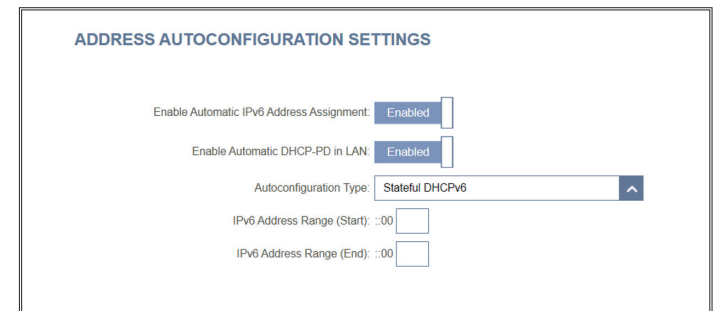 ADDRESS AUTOCONFIGURATION SETTINGS
Enable Automatic IPv6 Address Assignment: Enabled
Enable Automatic DHCP-PD in LAN: Enabled
Autoconfiguration Type: Stateful DHCPv6
IPv6 Address Range (Start): ::00
IPv6 Address Range (End): ::00